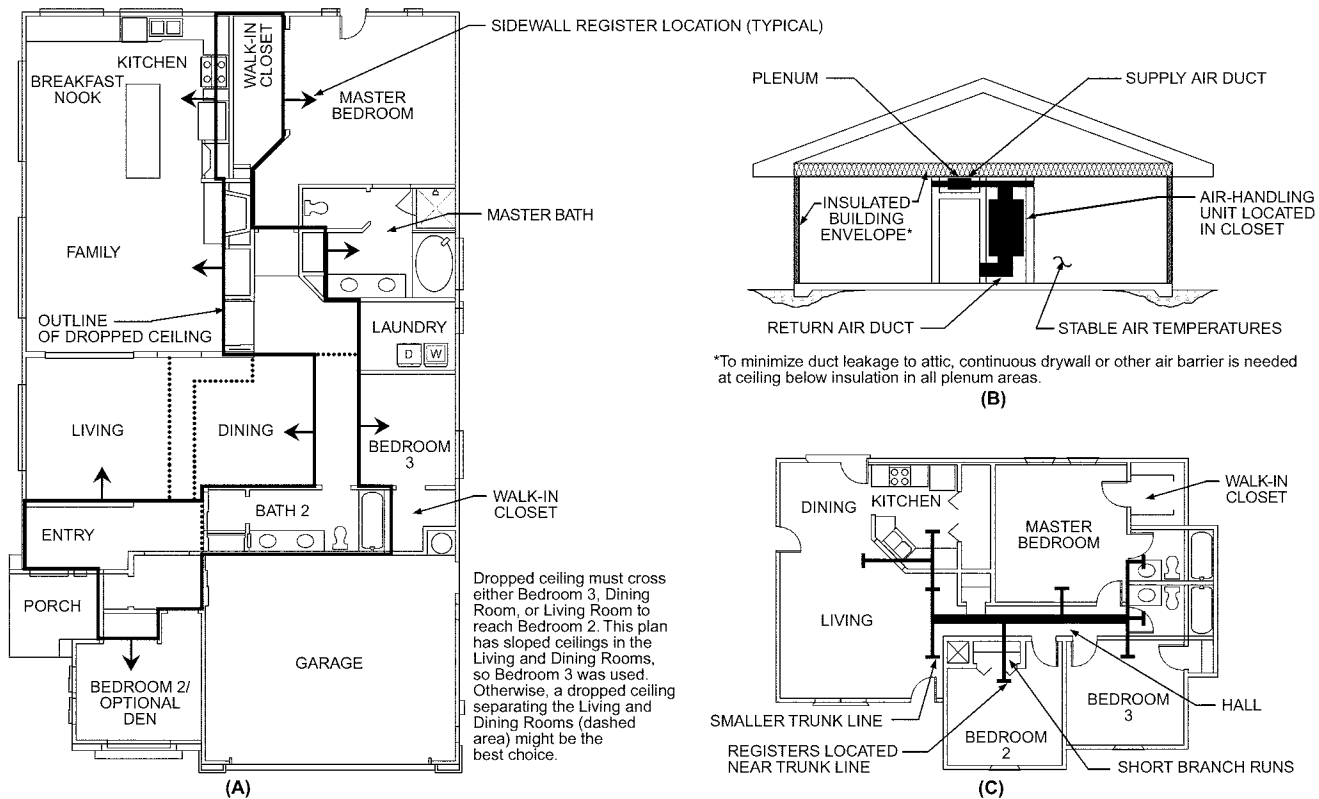 SIDEWALL REGISTER LOCATION (TYPICAL)
KITCHEN
WALK-IN
CLOSET
BREAKFAST
NOOK
MASTER
BEDROOM
MASTER BATH
FAMILY
OUTLINE
OF DROPPED CEILING
LAUNDRY
D
W
LIVING
DINING
BEDROOM
3
WALK-IN
CLOSET
BATH 2
ENTRY
PORCH
GARAGE
BEDROOM 2/
OPTIONAL
DEN
Dropped ceiling must cross
either Bedroom 3, Dining
Room, or Living Room to
reach Bedroom 2. This plan
has sloped ceilings in the
Living and Dining Rooms,
so Bedroom 3 was used.
Otherwise, a dropped ceiling
separating the Living and
Dining Rooms (dashed
area) might be the
best choice.
(A)
PLENUM
SUPPLY AIR DUCT
INSULATED
BUILDING
ENVELOPE*
AIR-HANDLING
UNIT LOCATED
IN CLOSET
RETURN AIR DUCT
STABLE AIR TEMPERATURES
*To minimize duct leakage to attic, continuous drywall or other air barrier is needed
at ceiling below insulation in all plenum areas.
(B)
DINING
KITCHEN
MASTER
BEDROOM
WALK-IN
CLOSET
LIVING
SMALLER TRUNK LINE
REGISTERS LOCATED
NEAR TRUNK LINE
BEDROOM
2
BEDROOM
3
HALL
SHORT BRANCH RUNS
(C)